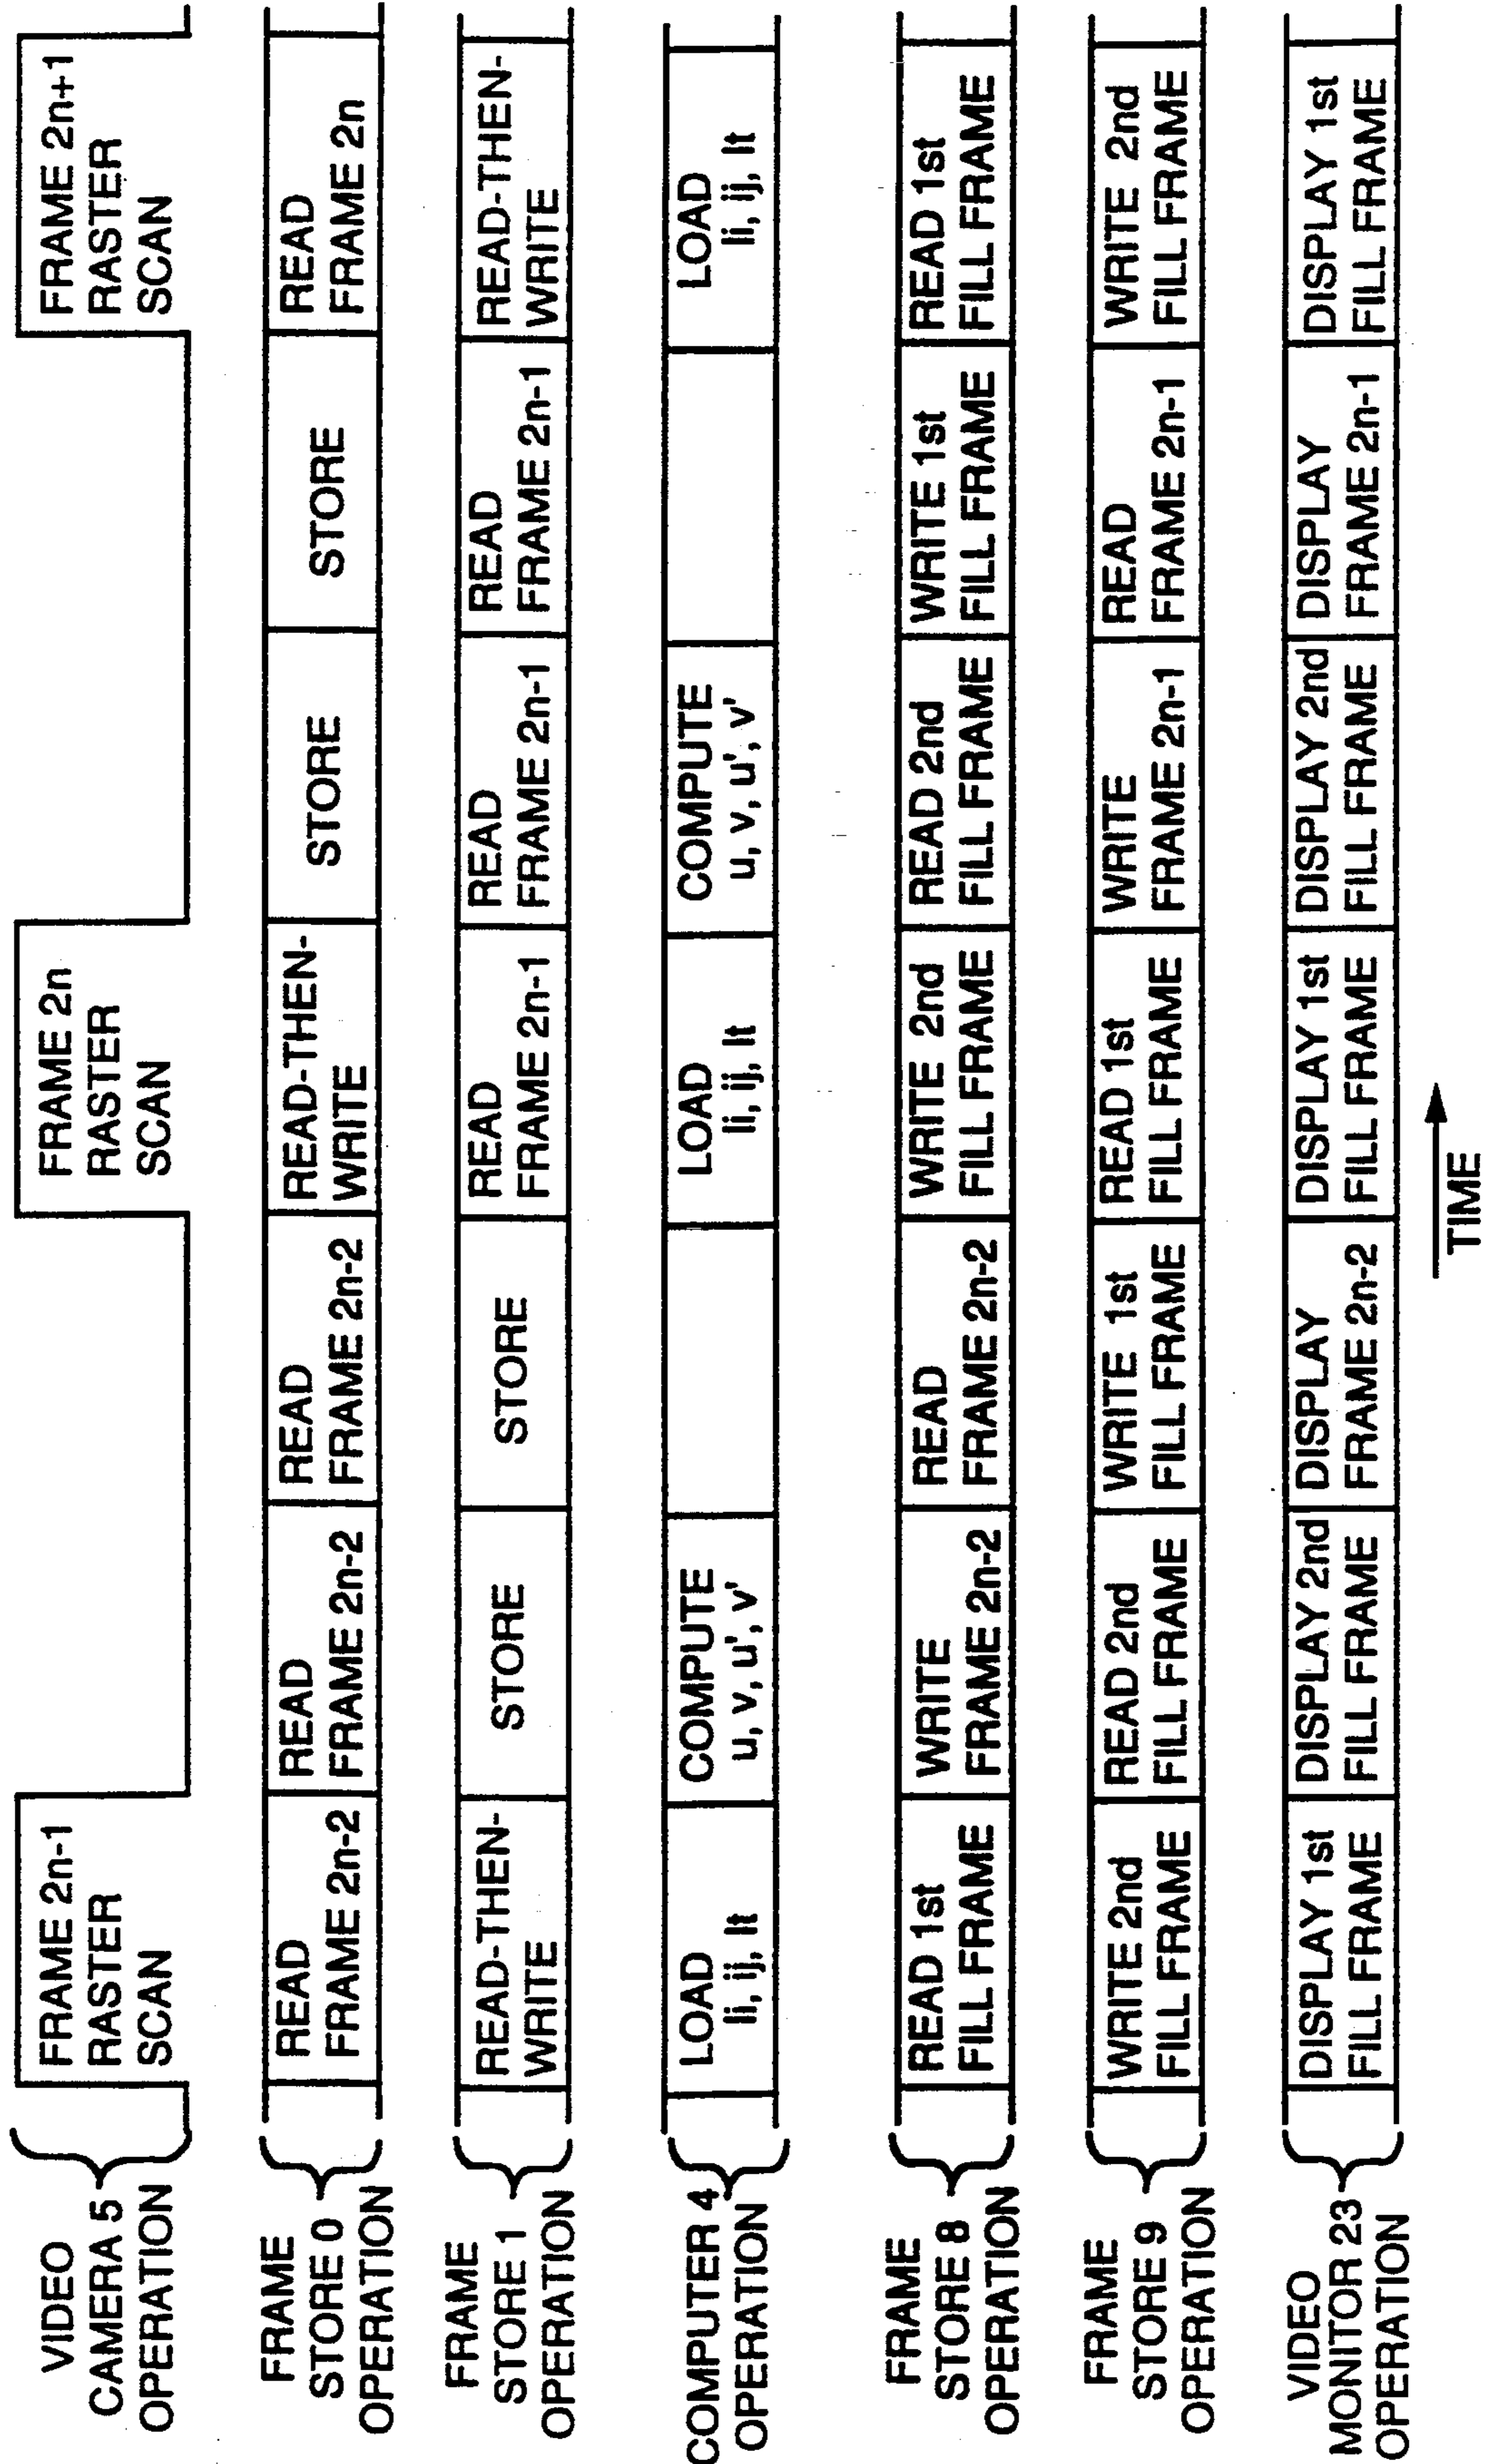 VIDEO
CAMERA 5
OPERATION
FRAME 2n-1
RASTER
SCAN
FRAME 2n
RASTER
SCAN
FRAME 2n+1
RASTER
SCAN
FRAME
STORE 0
OPERATION
READ
FRAME 2n-2
READ
FRAME 2n-2
READ
FRAME 2n-2
READ-THEN-
WRITE
STORE
STORE
READ
FRAME 2n
FRAME
STORE 1
OPERATION
READ-THEN-
WRITE
STORE
STORE
READ
FRAME 2n-1
READ
FRAME 2n-1
READ
FRAME 2n-1
READ-THEN-
WRITE
COMPUTER 4
OPERATION
LOAD
Ii, Ij, It
COMPUTE
u, v, u', v'
LOAD
Ii, Ij, It
COMPUTE
u, v, u', v'
LOAD
Ii, Ij, It
FRAME
STORE 8
OPERATION
READ 1st
FILL FRAME
WRITE
FRAME 2n-2
READ
FRAME 2n-2
WRITE 2nd
FILL FRAME
READ 2nd
FILL FRAME
WRITE 1st
FILL FRAME
READ 1st
FILL FRAME
FRAME
STORE 9
OPERATION
WRITE 2nd
FILL FRAME
READ 2nd
FILL FRAME
WRITE 1st
FILL FRAME
READ 1st
FILL FRAME
WRITE
FRAME 2n-1
READ
FRAME 2n-1
WRITE 2nd
FILL FRAME
VIDEO
MONITOR 23
OPERATION
DISPLAY 1st
FILL FRAME
DISPLAY 2nd
FILL FRAME
DISPLAY
FRAME 2n-2
DISPLAY 1st
FILL FRAME
DISPLAY 2nd
FILL FRAME
DISPLAY
FRAME 2n-1
DISPLAY 1st
FILL FRAME
TIME